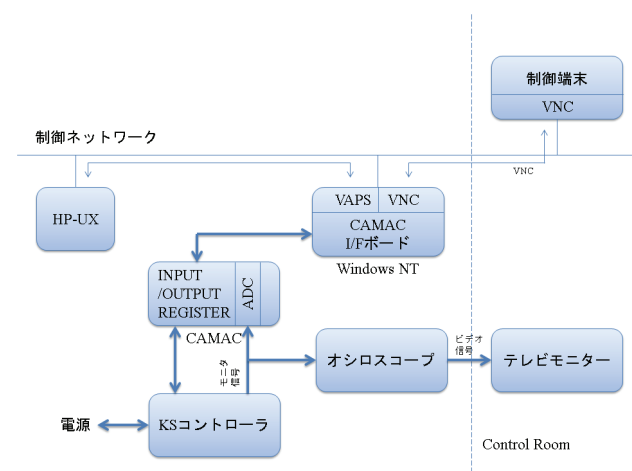 制御端末
VNC
制御ネットワーク
VNC
HP-UX
VAPS
VNC
CAMAC
I/Fボード
Windows NT
INPUT
/OUTPUT
REGISTER
ADC
CAMAC
モニタ
信号
オシロスコープ
ビデオ
信号
テレビモニター
電源
KSコントローラ
Control Room